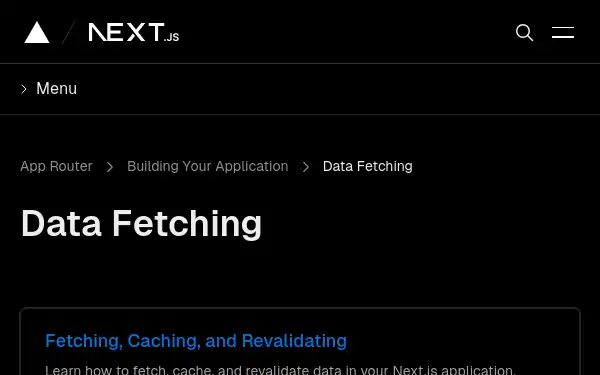 NEXT.JS
Menu
App Router > Building Your Application > Data Fetching
Data Fetching
Fetching, Caching, and Revalidating
Learn how to fetch, cache, and revalidate data in your Next.js application.